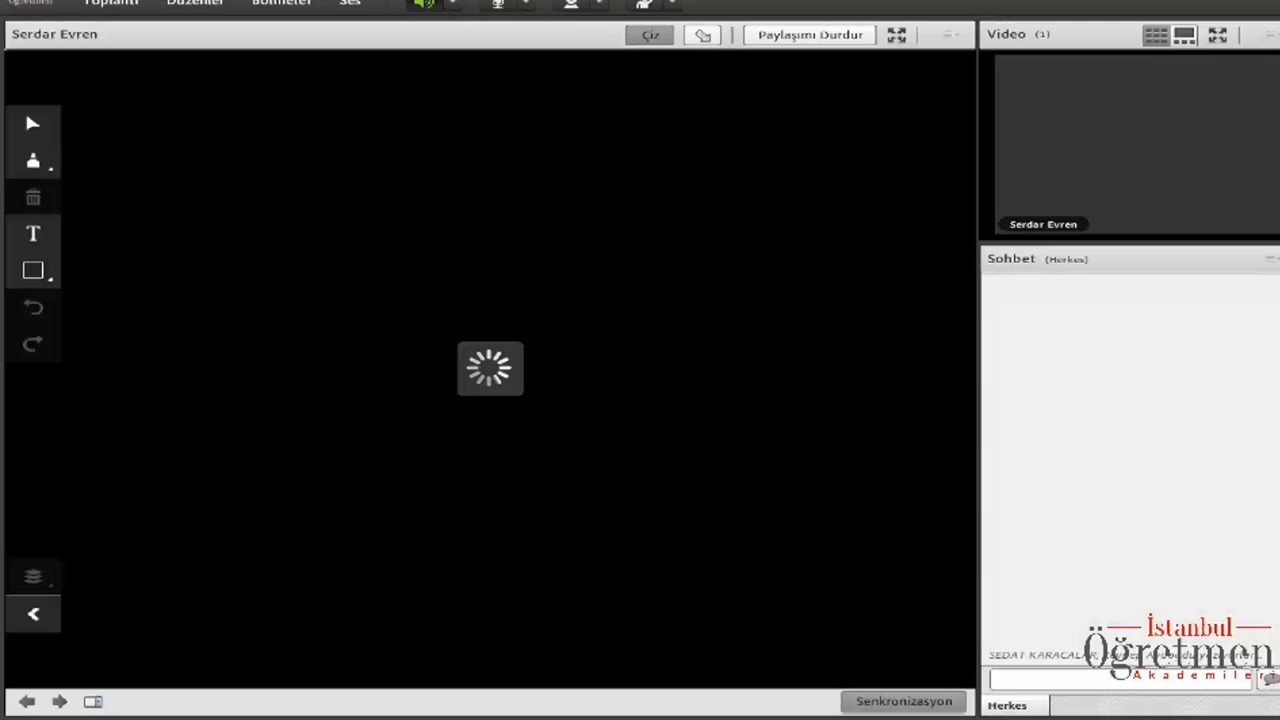 Toplantı Düzenler Bölmeler Ses
Serdar Evren
Çiz
Paylaşımı Durdur
Video (1)
T
Serdar Evren
Sohbet (Herkes)
İstanbul
Öğretmen
Akademileri
SEDAT KARACALAR,
Senkronizasyon
Herkes